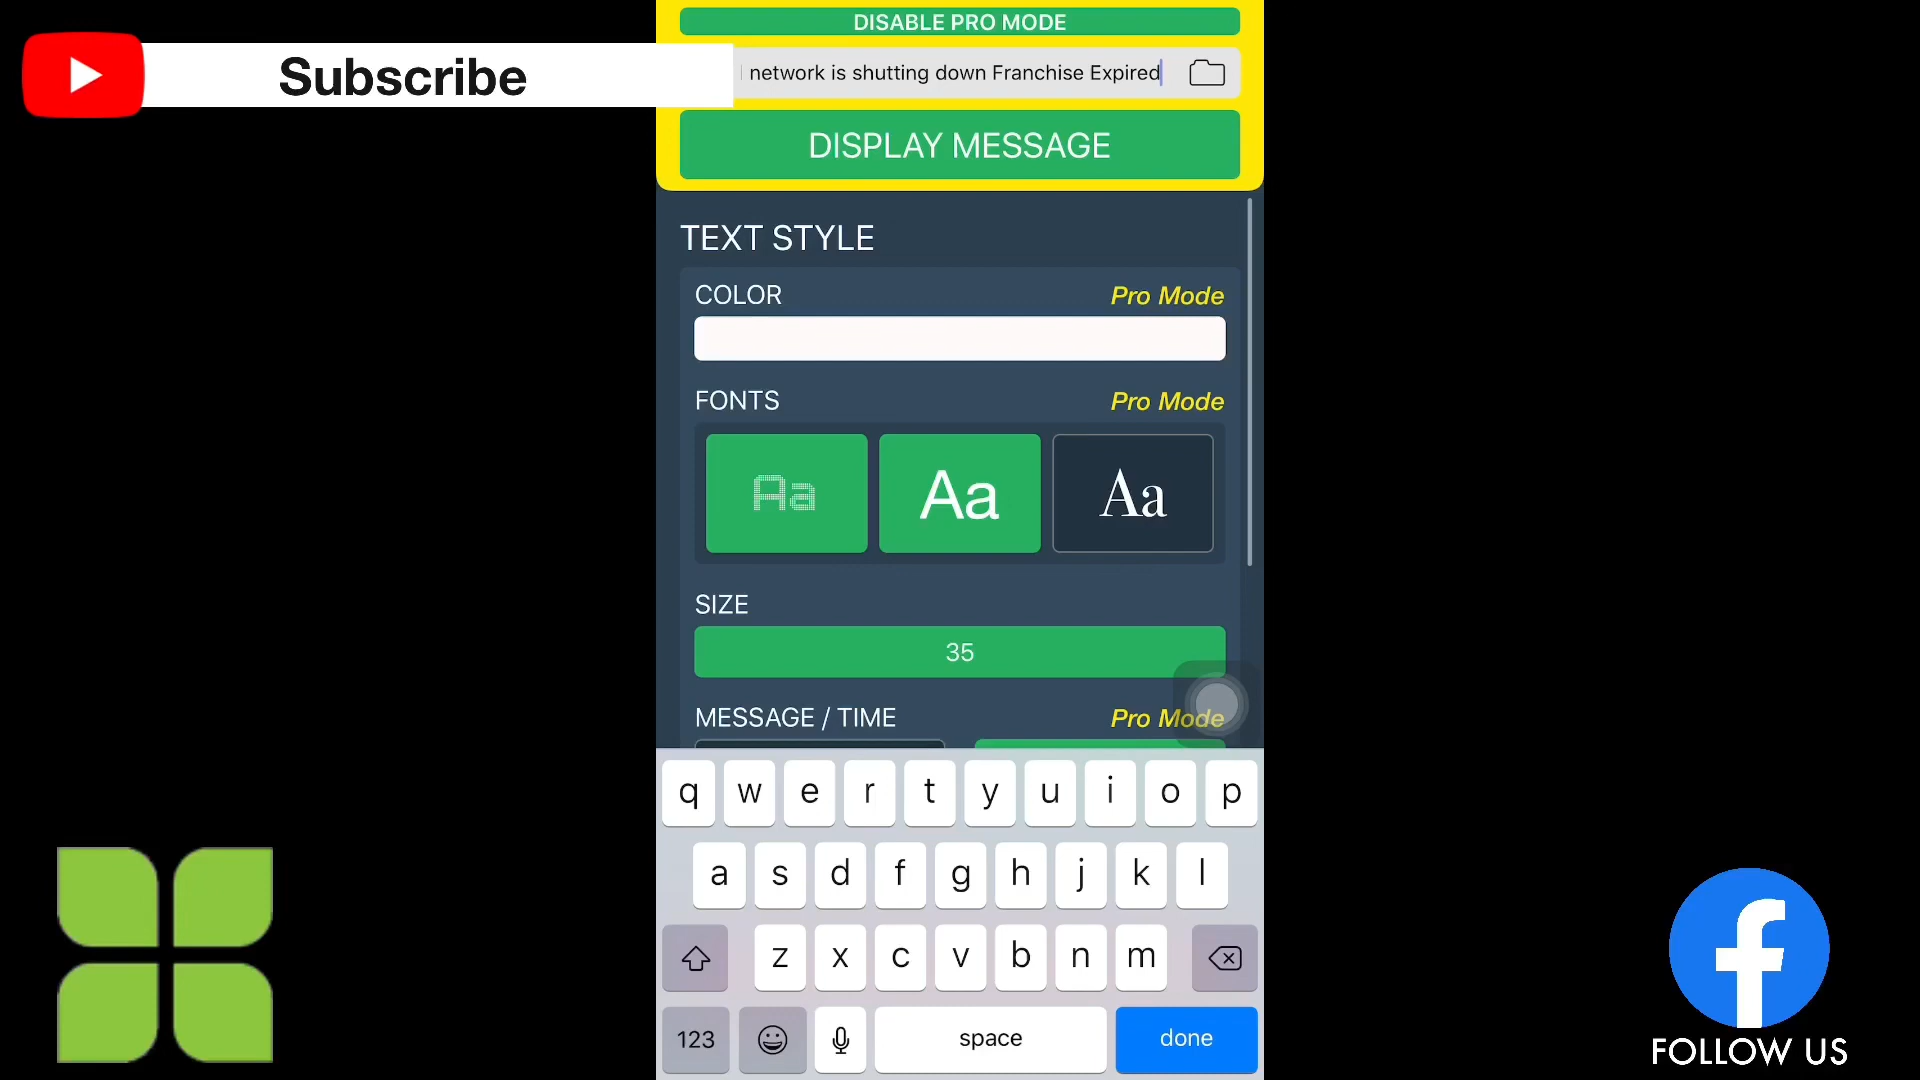 DISABLE PRO MODE
Subscribe
network is shutting down Franchise Expired
DISPLAY MESSAGE
TEXT STYLE
COLOR Pro Mode
FONTS Pro Mode
Aa Aa Aa
SIZE
35
MESSAGE / TIME Pro Mode
q w e r t y u i o p
a s d f g h j k l
z x c v b n m
123 space done
FOLLOW US